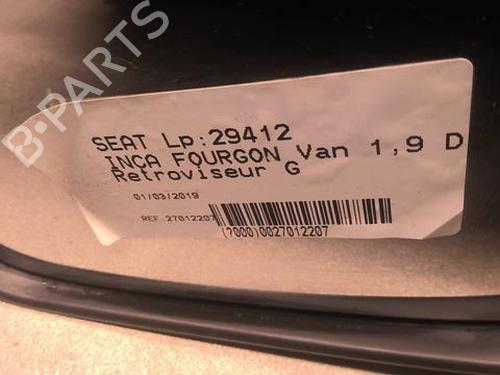 B-PARTS
SEAT Lp:29412
INCA FOURGON Van 1,9 D
Retroviseur G
01/03/2019
REF:27012207
(7000)0027012207